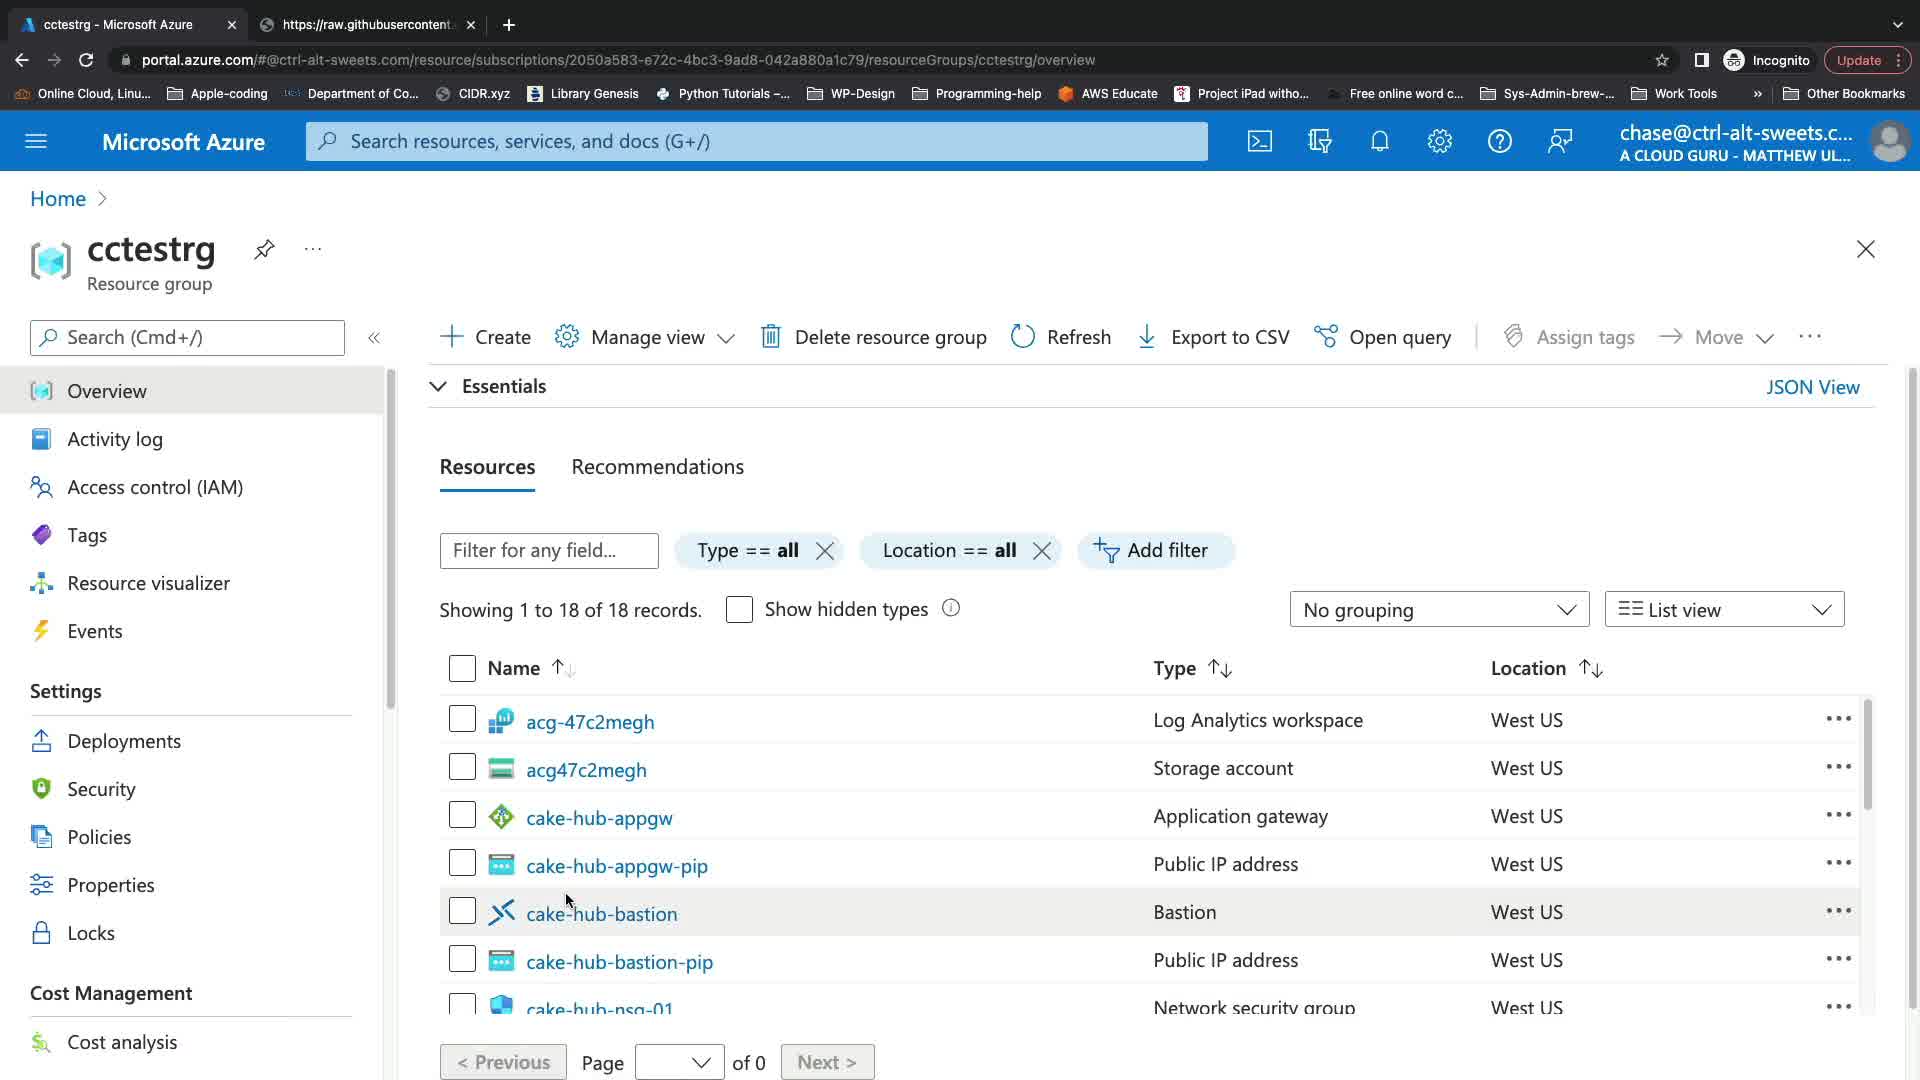 cctestrg - Microsoft Azure
https://raw.githubusercontent.
portal.azure.com/#@ctrl-alt-sweets.com/resource/subscriptions/2050a583-e72c-4bc3-9ad8-042a880a1c79/resourceGroups/cctestrg/overview
Incognito
Update
Online Cloud, Linu...
Apple-coding
Department of Co...
CIDR.xyz
Library Genesis
Python Tutorials –...
WP-Design
Programming-help
AWS Educate
Project iPad witho...
Free online word c...
Sys-Admin-brew-...
Work Tools
»
Other Bookmarks
Microsoft Azure
Search resources, services, and docs (G+/)
chase@ctrl-alt-sweets.c...
A CLOUD GURU - MATTHEW UL...
Home >
cctestrg
...
Resource group
Search (Cmd+/)
«
Create
Manage view
Delete resource group
Refresh
Export to CSV
Open query
Assign tags
Move
...
Overview
Activity log
Access control (IAM)
Tags
Resource visualizer
Events
Settings
Deployments
Security
Policies
Properties
Locks
Cost Management
Cost analysis
Essentials
JSON View
Resources
Recommendations
Filter for any field...
Type == all
Location == all
Add filter
Showing 1 to 18 of 18 records.
Show hidden types
No grouping
List view
Name
Type
Location
acg-47c2megh
Log Analytics workspace
West US
...
acg47c2megh
Storage account
West US
...
cake-hub-appgw
Application gateway
West US
...
cake-hub-appgw-pip
Public IP address
West US
...
cake-hub-bastion
Bastion
West US
...
cake-hub-bastion-pip
Public IP address
West US
...
cake-hub-nsg-01
Network security group
West US
...
< Previous
Page
of 0
Next >